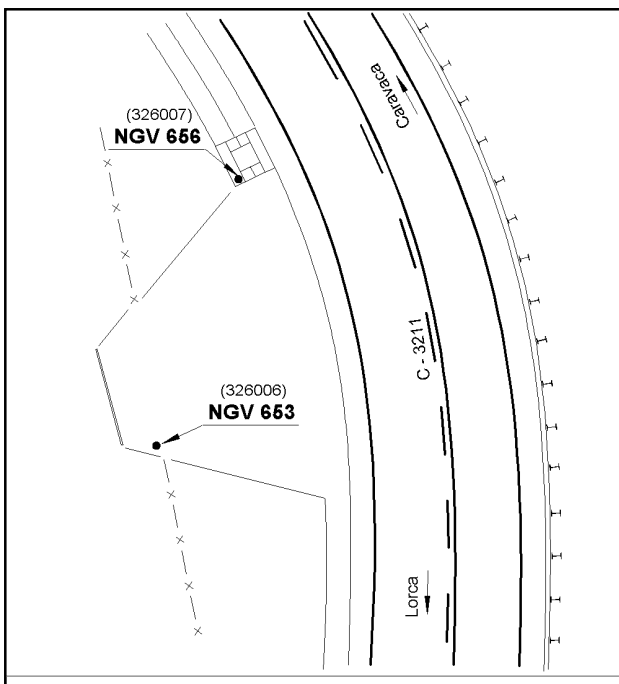 (326007)
NGV 656
Caravaca
C - 3211
(326006)
NGV 653
Lorca